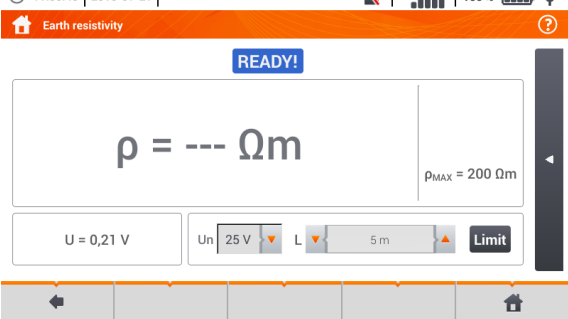 Earth resistivity
?
READY!
ρ = --- Ωm
ρMAX = 200 Ωm
U = 0,21 V
Un 25 V L 5 m Limit